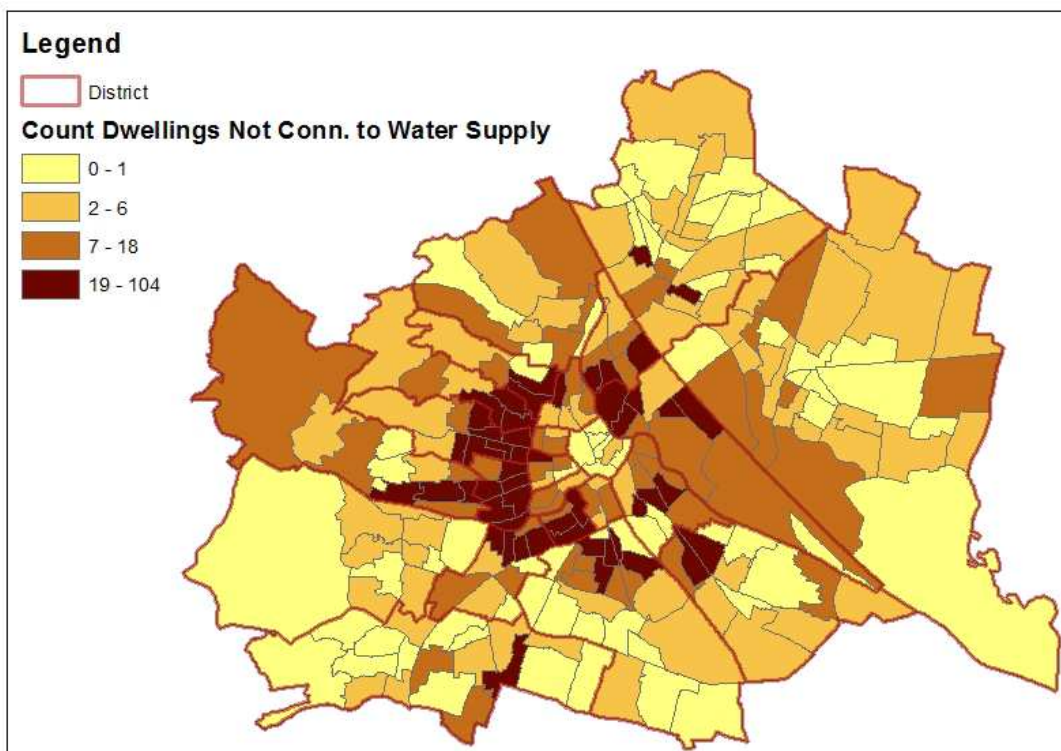 Legend
District
Count Dwellings Not Conn. to Water Supply
0 - 1
2 - 6
7 - 18
19 - 104